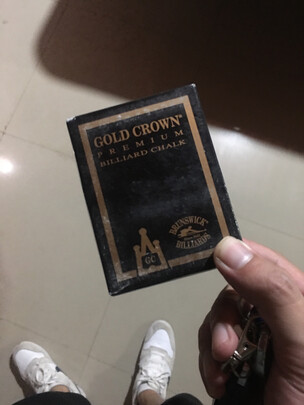 GOLD CROWN®
PREMIUM
BILLIARD CHALK
GC
BRUNSWICK
BILLIARDS